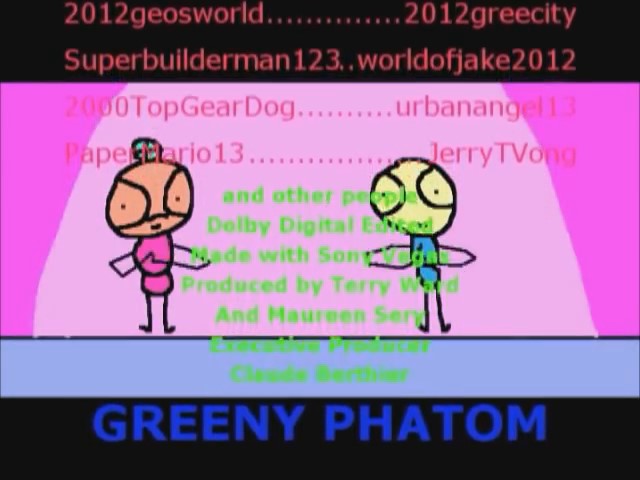 2012geosworld..............2012greecity
Superbuilderman123..worldofjake2012
2000TopGearDog..........urbanangel13
PaperMario13..................JerryTVong
and other people
Dolby Digital Edited
Made with Sony Vegas
Produced by Terry Ward
And Maureen Sery
Executive Producer
Claude Berthier
GREENY PHATOM